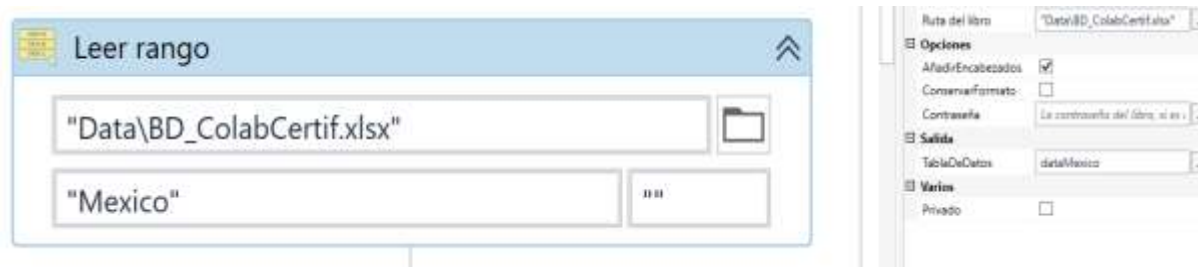 Leer rango
"Data\BD_ColabCertif.xlsx"
"Mexico" ""
Ruta del libro "Data\BD_ColabCertif.xlsx"
Opciones
AñadirEncabezados
ConservarFormato
Contraseña La contraseña del libro, si es
Salida
TablaDeDatos dataMexico
Varios
Privado